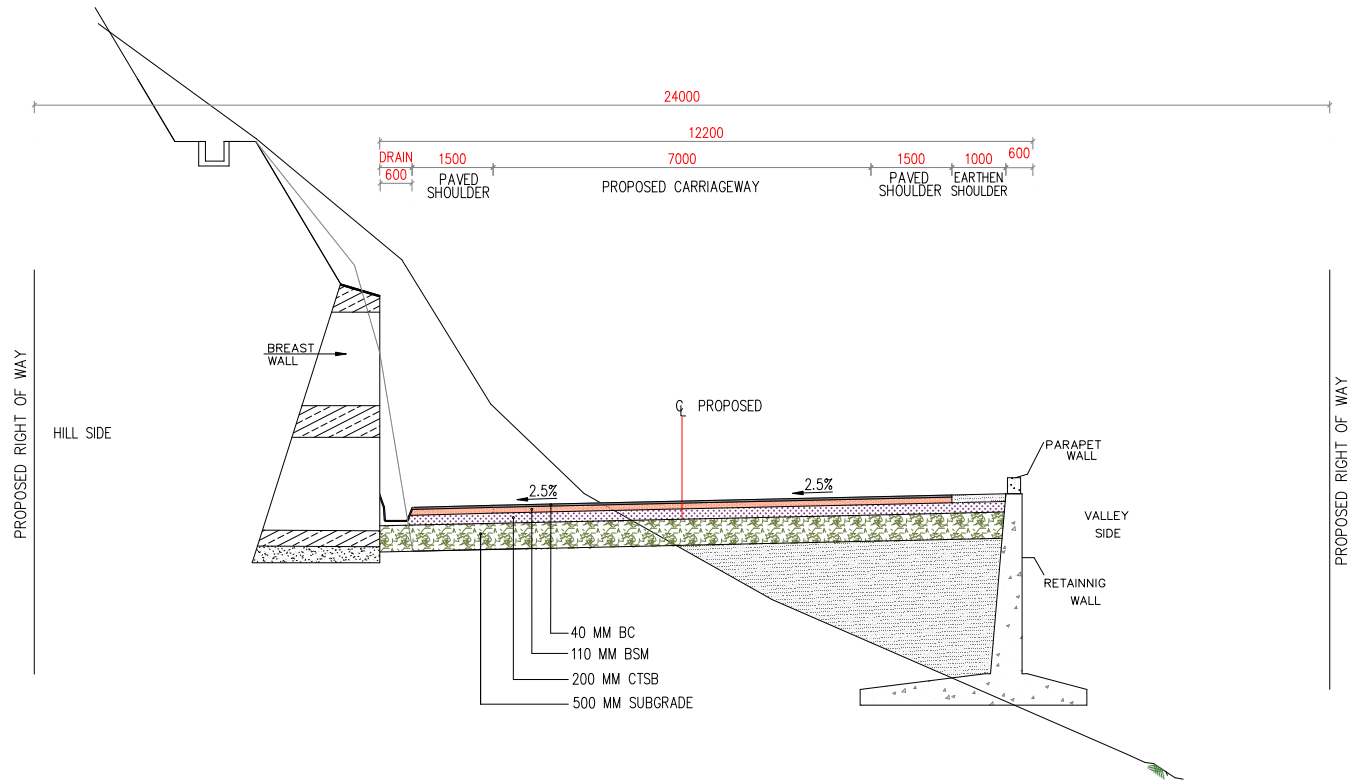 24000
12200
DRAIN
1500
7000
1500
1000
600
600
PAVED
SHOULDER
PROPOSED CARRIAGEWAY
PAVED
SHOULDER
EARTHEN
SHOULDER
PROPOSED RIGHT OF WAY
HILL SIDE
BREAST
WALL
℄ PROPOSED
2.5%
2.5%
PARAPET
WALL
VALLEY
SIDE
RETAINNIG
WALL
PROPOSED RIGHT OF WAY
40 MM BC
110 MM BSM
200 MM CTSB
500 MM SUBGRADE